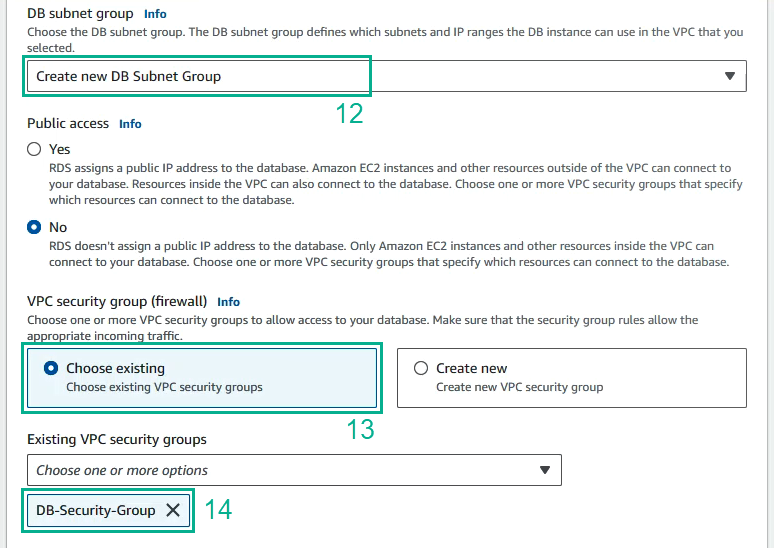 DB subnet group Info
Choose the DB subnet group. The DB subnet group defines which subnets and IP ranges the DB instance can use in the VPC that you
selected.
Create new DB Subnet Group
12
Public access Info
Yes
RDS assigns a public IP address to the database. Amazon EC2 instances and other resources outside of the VPC can connect to
your database. Resources inside the VPC can also connect to the database. Choose one or more VPC security groups that specify
which resources can connect to the database.
No
RDS doesn't assign a public IP address to the database. Only Amazon EC2 instances and other resources inside the VPC can
connect to your database. Choose one or more VPC security groups that specify which resources can connect to the database.
VPC security group (firewall) Info
Choose one or more VPC security groups to allow access to your database. Make sure that the security group rules allow the
appropriate incoming traffic.
Choose existing
Choose existing VPC security groups
Create new
Create new VPC security group
13
Existing VPC security groups
Choose one or more options
DB-Security-Group
14